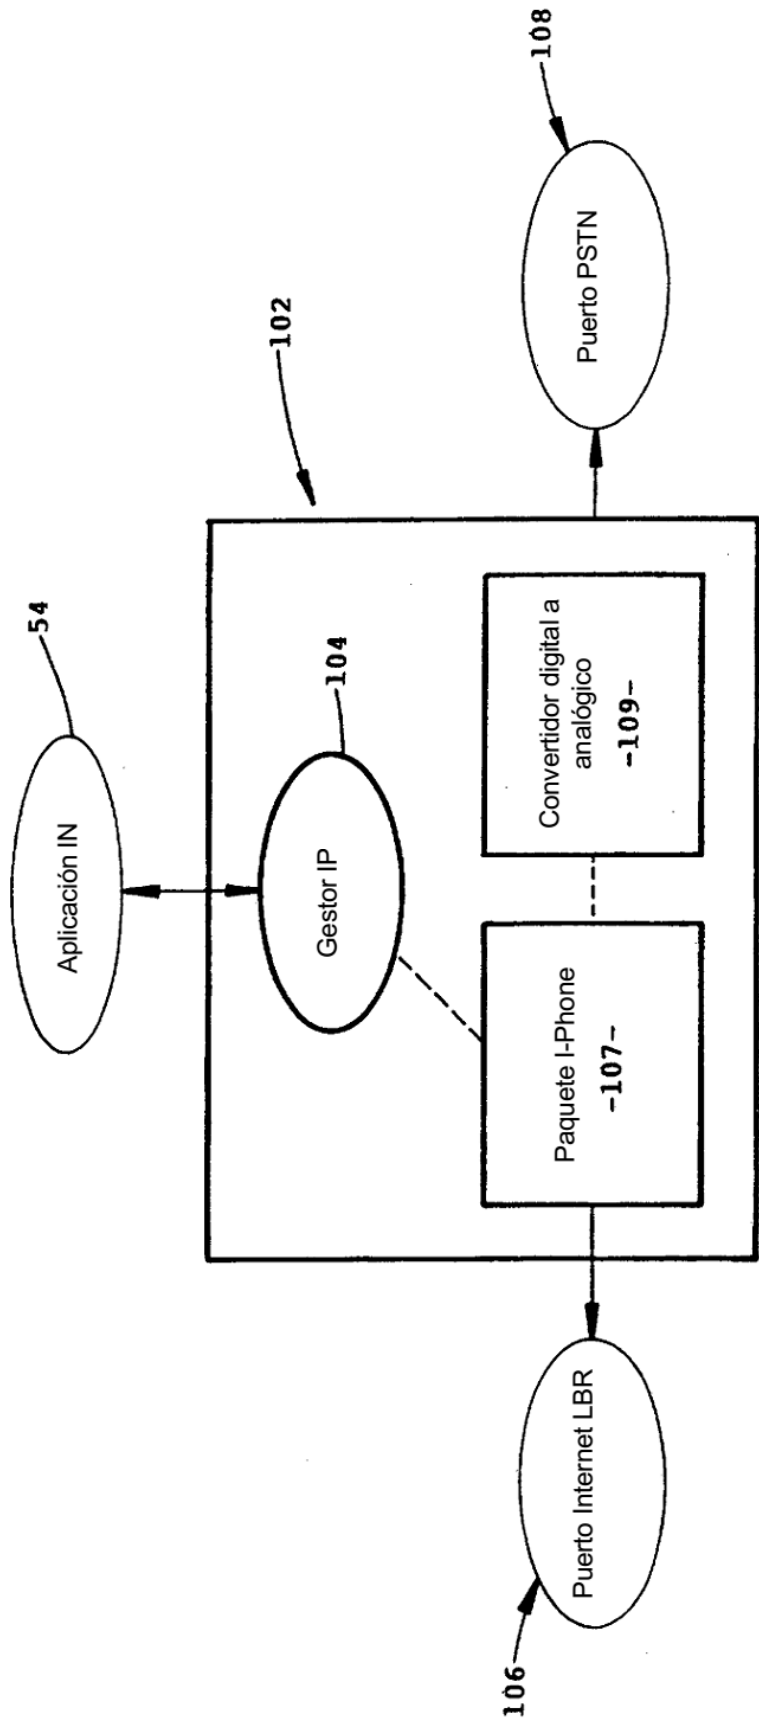 54
Aplicación IN
102
104
Gestor IP
108
Puerto Internet LBR
106
Paquete I-Phone
-107-
Convertidor digital a
analógico
-109-
Puerto PSTN